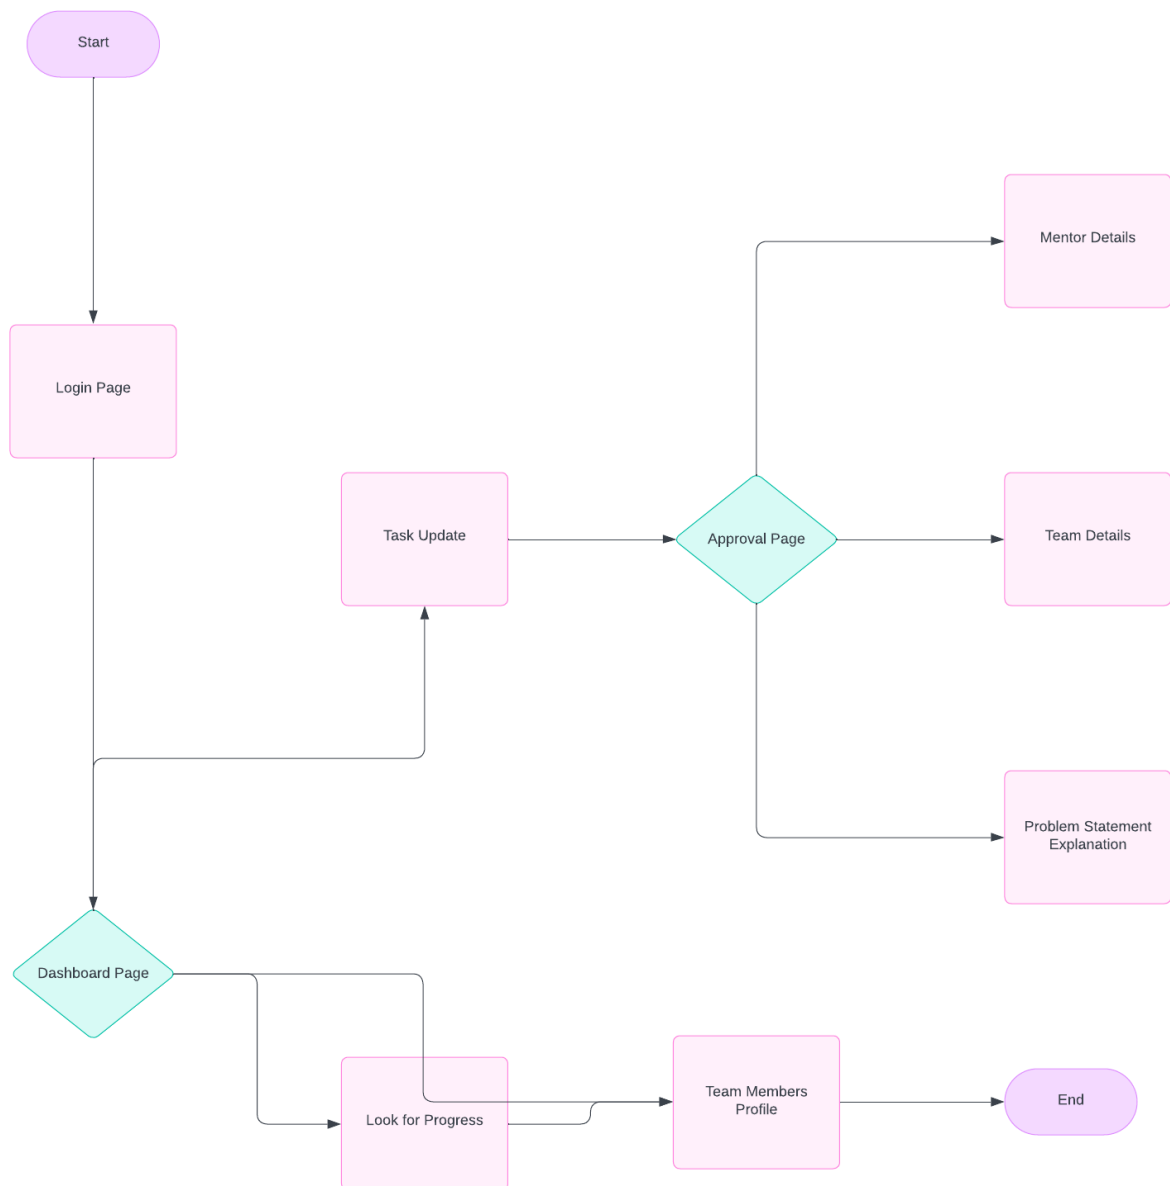 Start
Mentor Details
Login Page
Task Update
Approval Page
Team Details
Problem Statement
Explanation
Dashboard Page
Look for Progress
Team Members
Profile
End